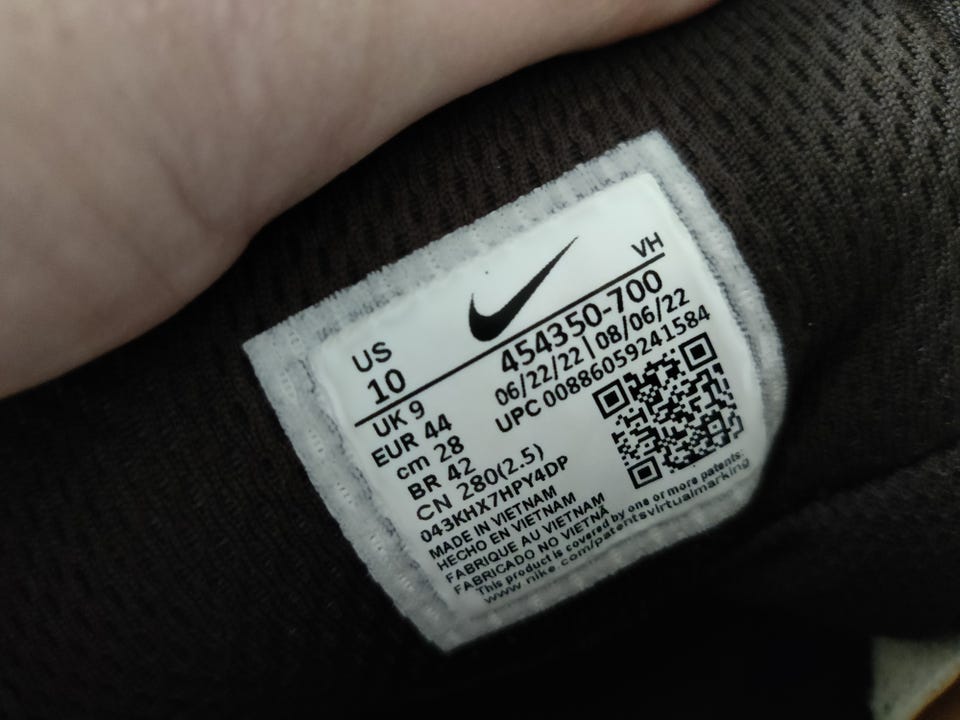 US
10
VH
454350-700
06/22/22 | 08/06/22
UPC 00886059241584
UK 9
EUR 44
cm 28
BR 42
CN 280(2.5)
043KHX7HPY4DP
MADE IN VIETNAM
HECHO EN VIETNAM
FABRIQUE AU VIETNAM
FABRICADO NO VIETNÃ
This product is covered by one or more patents:
www.nike.com/patentsvirtualmarking